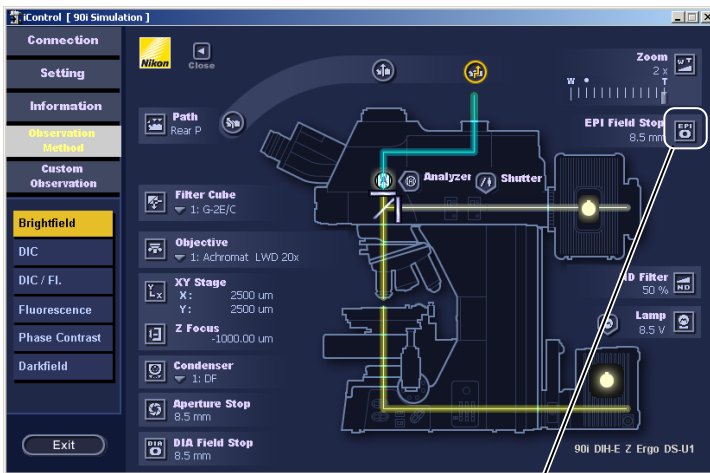 iControl [ 90i Simulation ]
Connection
Setting
Information
Observation
Method
Custom
Observation
Brightfield
DIC
DIC / Fl.
Fluorescence
Phase Contrast
Darkfield
Exit
Nikon
Close
Path
Rear P
Filter Cube
1: G-2E/C
Objective
1: Achromat LWD 20x
XY Stage
X: 2500 um
Y: 2500 um
Z Focus
-1000.00 um
Condenser
1: DF
Aperture Stop
8.5 mm
DIA
DIA Field Stop
8.5 mm
Analyzer
Shutter
Zoom
2 x
W T
W T
EPI Field Stop
8.5 mm
EPI
ND Filter
50 %
ND
Lamp
8.5 V
90i DIH-E Z Ergo DS-U1